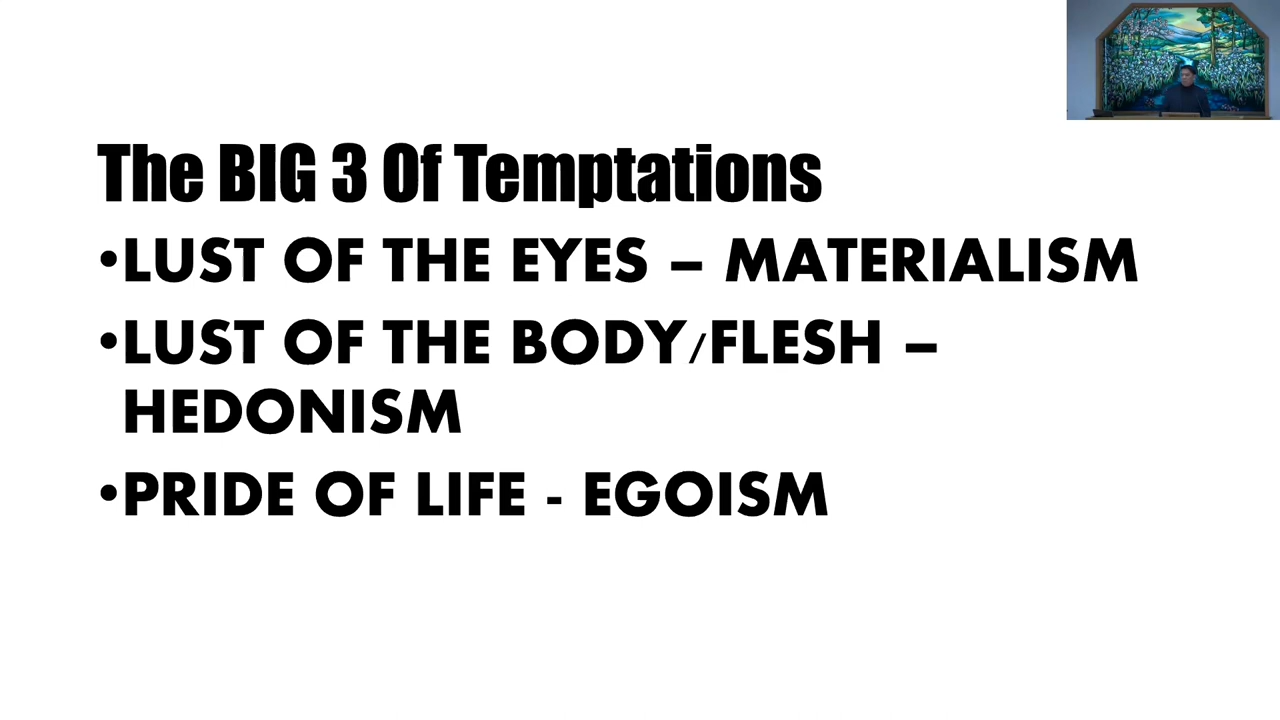 The BIG 3 Of Temptations
•LUST OF THE EYES – MATERIALISM
•LUST OF THE BODY/FLESH –
HEDONISM
•PRIDE OF LIFE - EGOISM